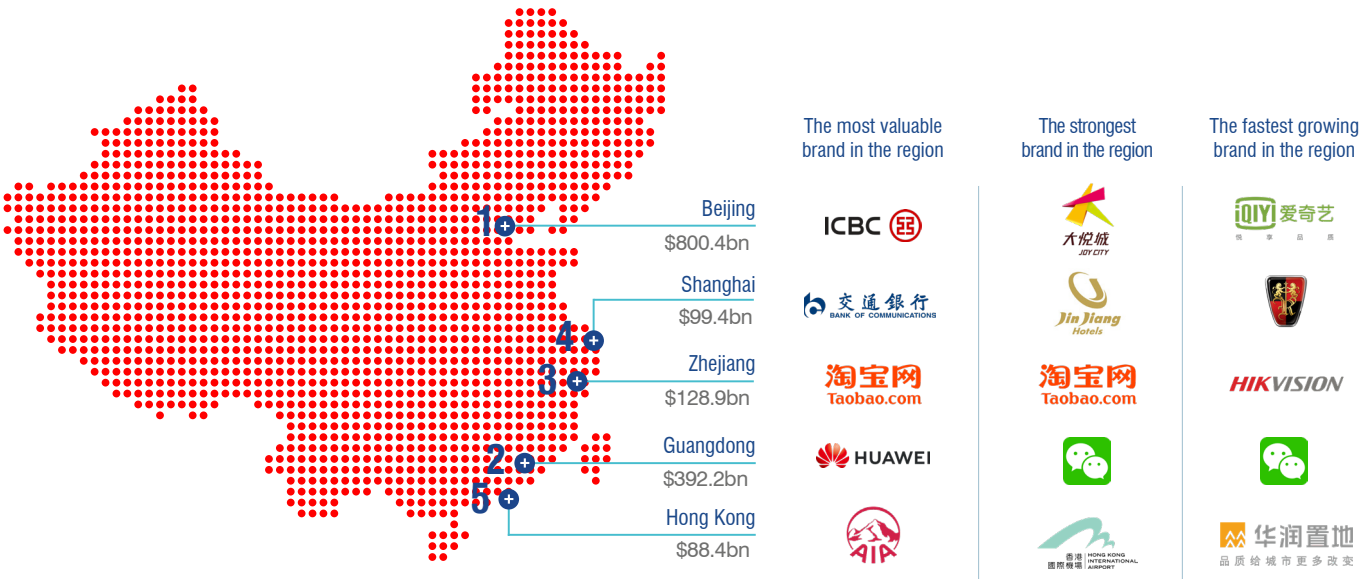 The most valuable
brand in the region
The strongest
brand in the region
The fastest growing
brand in the region
1
Beijing
$800.4bn
ICBC
大悦城
JOY CITY
iQIYI 爱奇艺
悦享品质
Shanghai
$99.4bn
4
交通銀行
BANK OF COMMUNICATIONS
Jin Jiang
Hotels
R
Zhejiang
$128.9bn
3
淘宝网
Taobao.com
淘宝网
Taobao.com
HIKVISION
Guangdong
$392.2bn
2
HUAWEI
5
Hong Kong
$88.4bn
AIA
香港
國際機場
HONG KONG
INTERNATIONAL
AIRPORT
华润置地
品质给城市更多改变